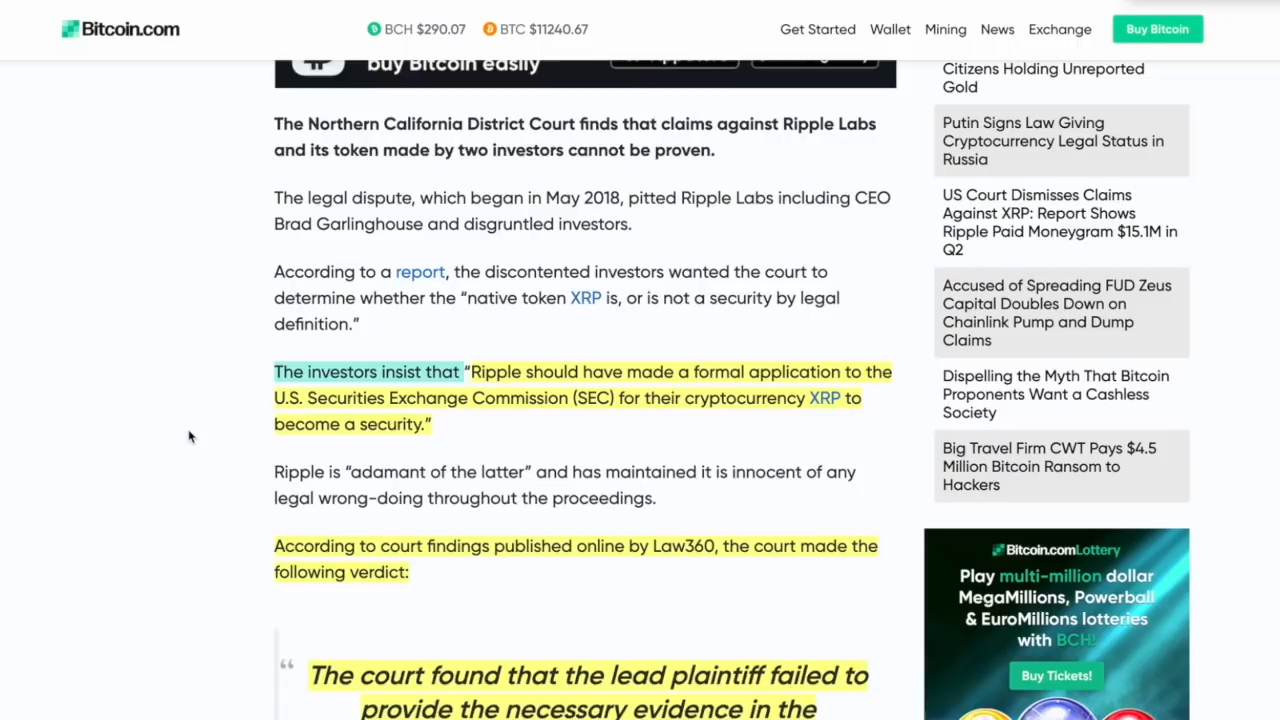 Bitcoin.com
BCH $290.07
BTC $11240.67
Get Started
Wallet
Mining
News
Exchange
Buy Bitcoin
buy Bitcoin easily
The Northern California District Court finds that claims against Ripple Labs
and its token made by two investors cannot be proven.
The legal dispute, which began in May 2018, pitted Ripple Labs including CEO
Brad Garlinghouse and disgruntled investors.
According to a report, the discontented investors wanted the court to
determine whether the “native token XRP is, or is not a security by legal
definition.”
The investors insist that “Ripple should have made a formal application to the
U.S. Securities Exchange Commission (SEC) for their cryptocurrency XRP to
become a security.”
Ripple is “adamant of the latter” and has maintained it is innocent of any
legal wrong-doing throughout the proceedings.
According to court findings published online by Law360, the court made the
following verdict:
“ The court found that the lead plaintiff failed to
provide the necessary evidence in the
Citizens Holding Unreported
Gold
Putin Signs Law Giving
Cryptocurrency Legal Status in
Russia
US Court Dismisses Claims
Against XRP: Report Shows
Ripple Paid Moneygram $15.1M in
Q2
Accused of Spreading FUD Zeus
Capital Doubles Down on
Chainlink Pump and Dump
Claims
Dispelling the Myth That Bitcoin
Proponents Want a Cashless
Society
Big Travel Firm CWT Pays $4.5
Million Bitcoin Ransom to
Hackers
Bitcoin.comLottery
Play multi-million dollar
MegaMillions, Powerball
& EuroMillions lotteries
with BCH!
Buy Tickets!